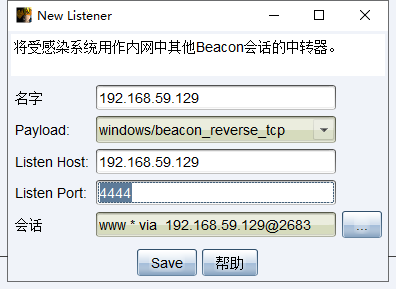 New Listener
将受感染系统用作内网中其他Beacon会话的中转器。
名字 192.168.59.129
Payload: windows/beacon_reverse_tcp
Listen Host: 192.168.59.129
Listen Port: 4444
会话 www * via 192.168.59.129@2683 ...
Save 帮助